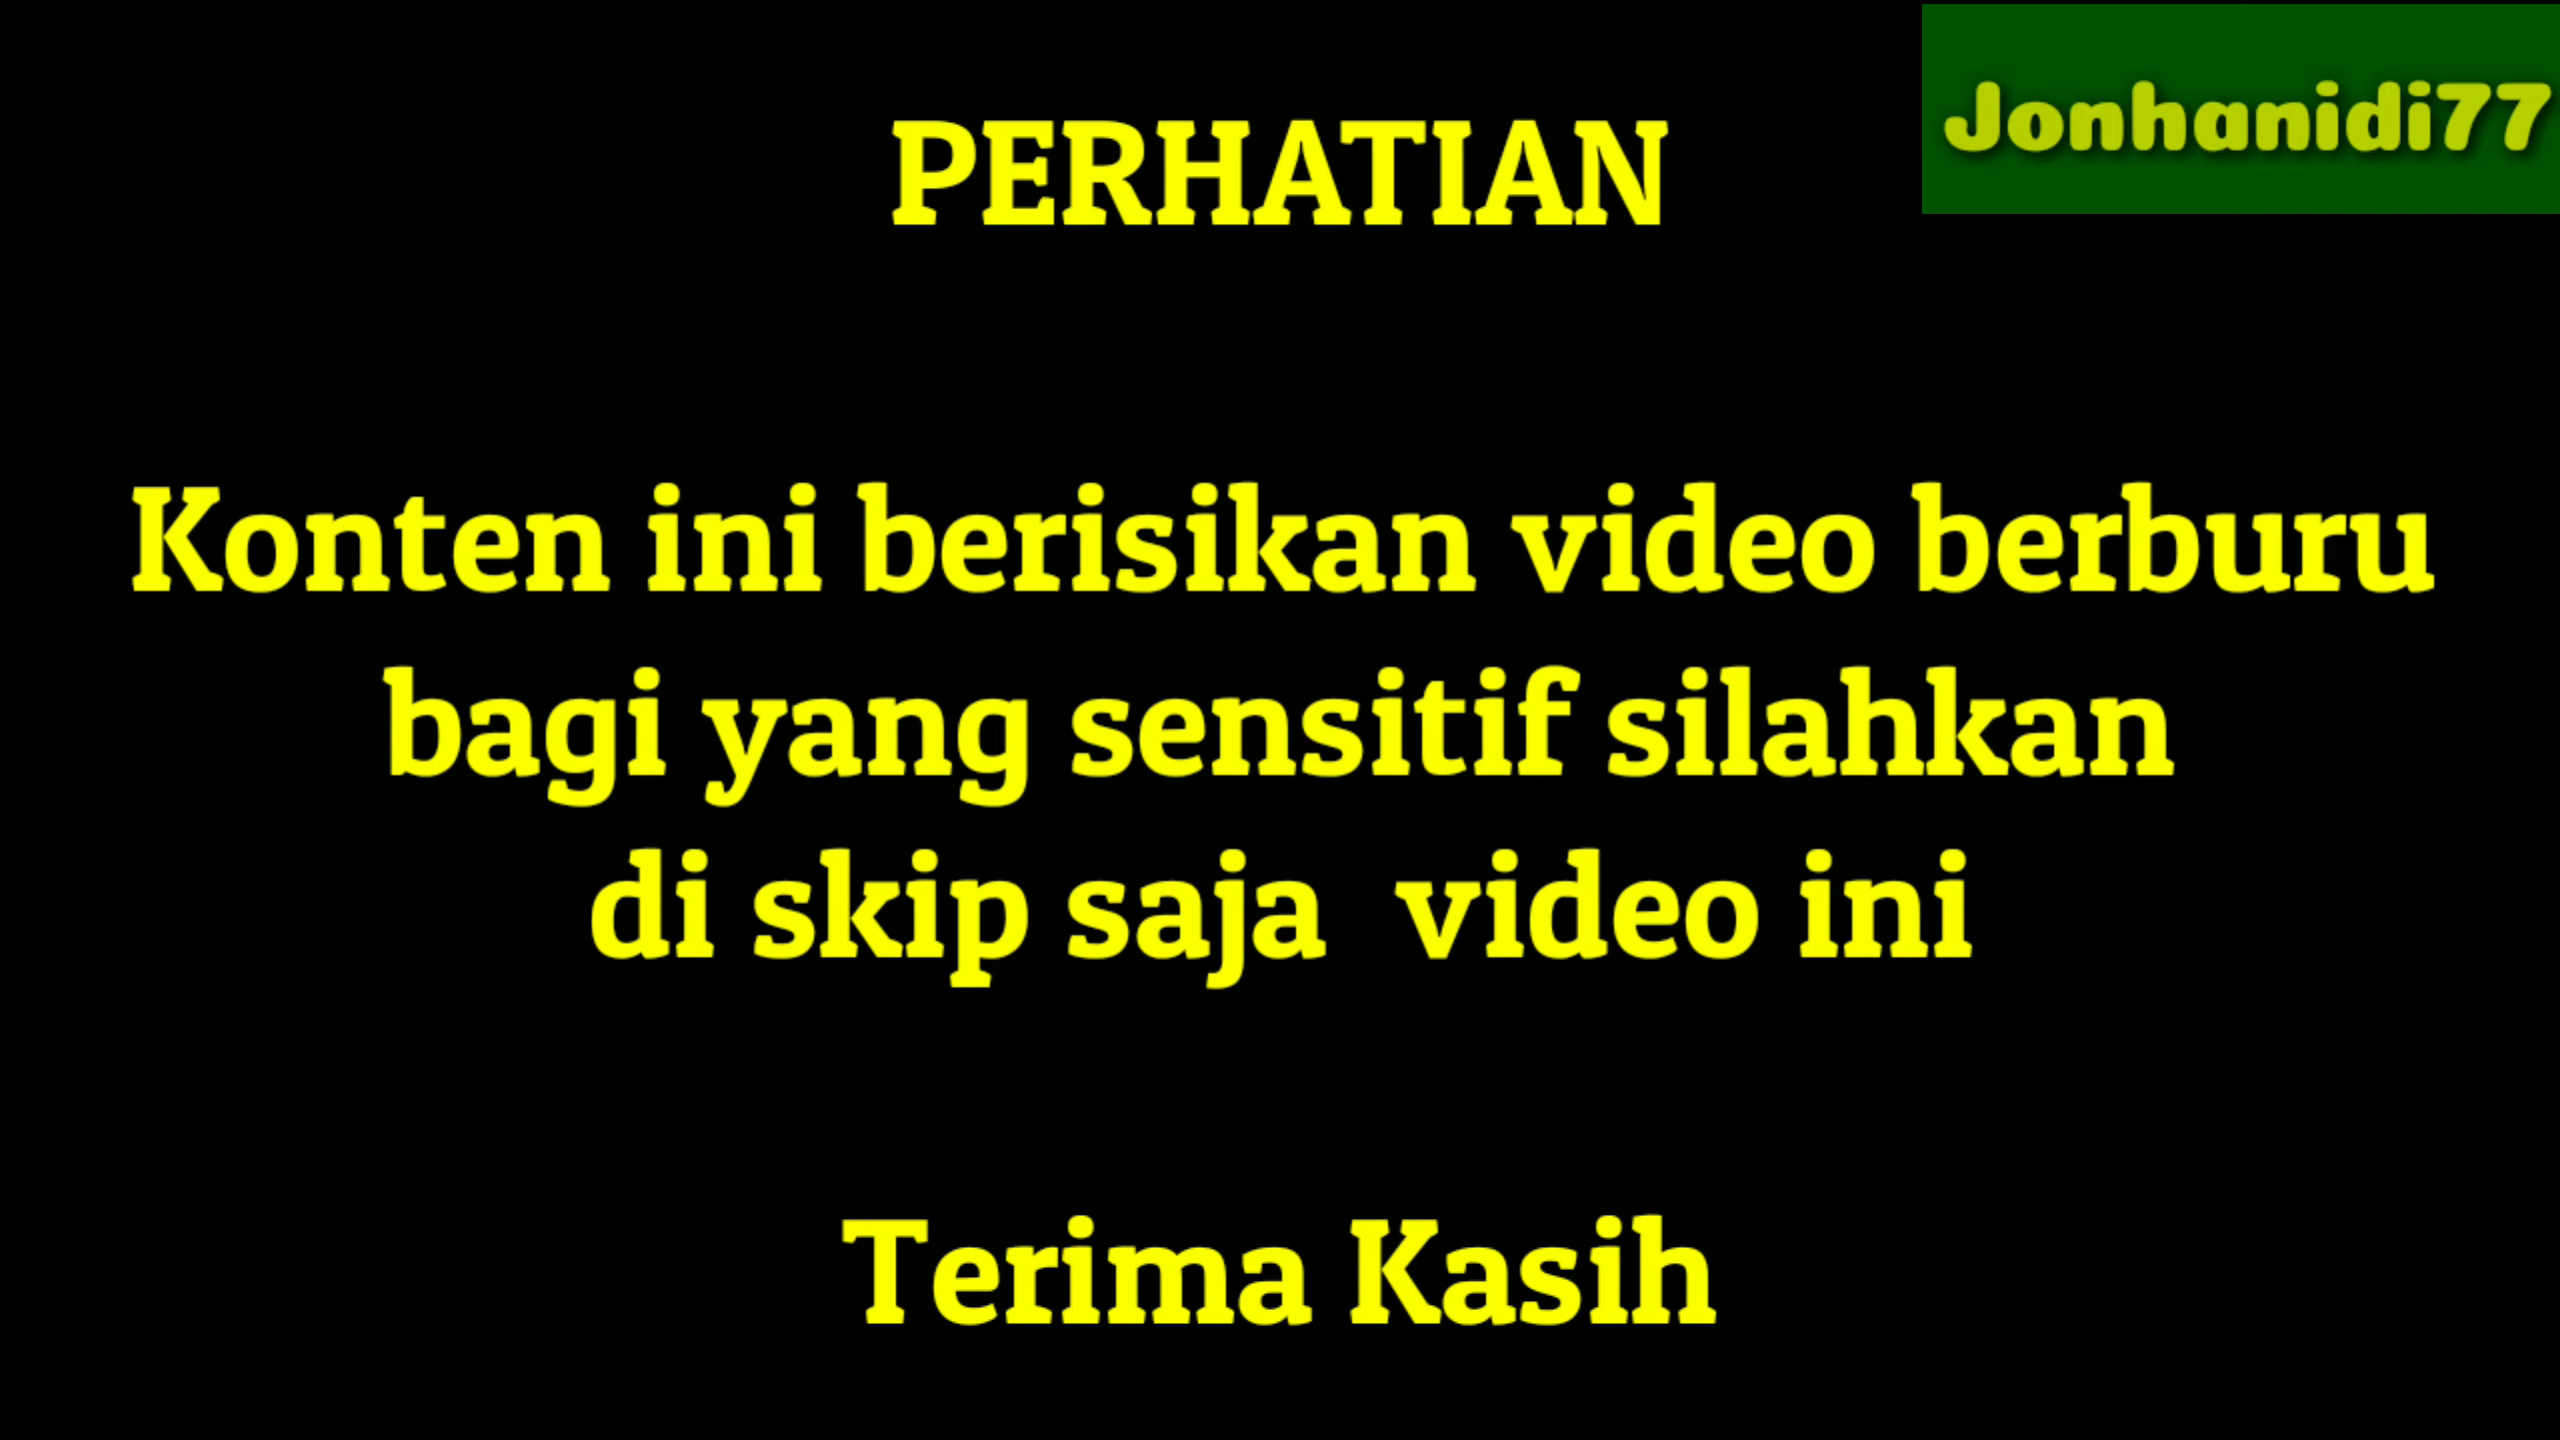 Jonhanidi77
PERHATIAN
Konten ini berisikan video berburu
bagi yang sensitif silahkan
di skip saja  video ini
Terima Kasih